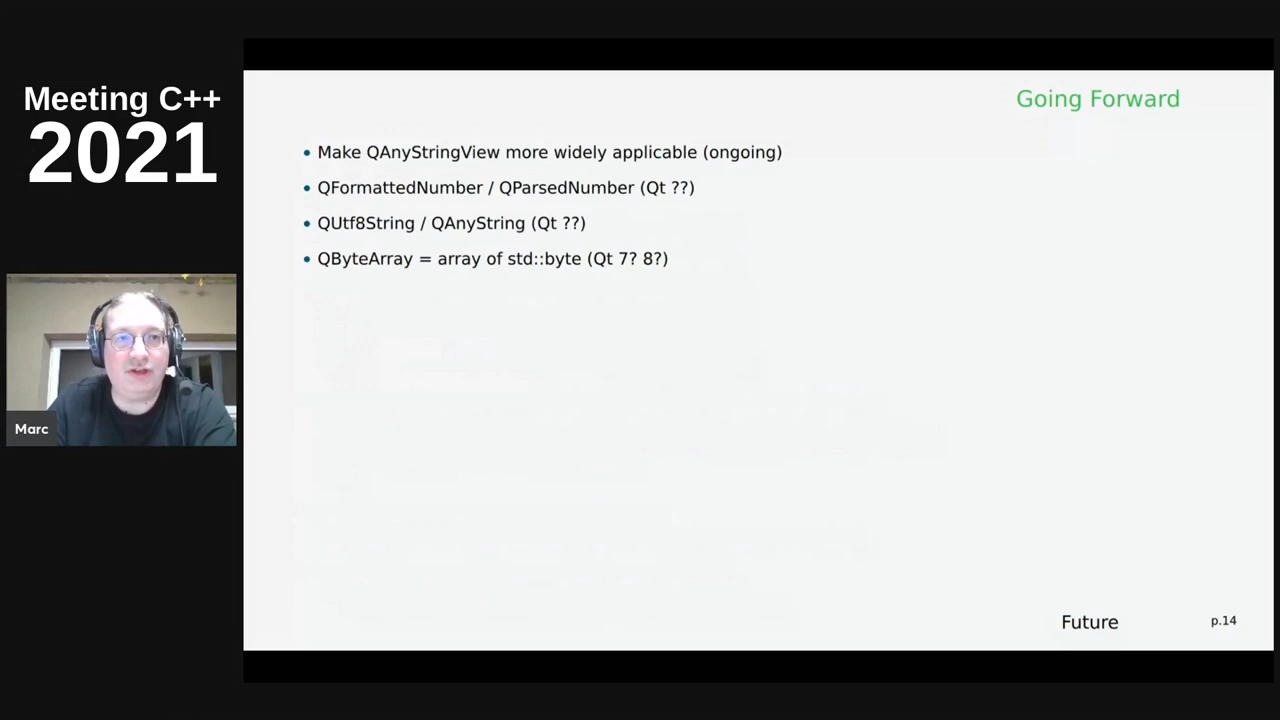 Meeting C++
2021
Marc
Going Forward
• Make QAnyStringView more widely applicable (ongoing)
• QFormattedNumber / QParsedNumber (Qt ??)
• QUtf8String / QAnyString (Qt ??)
• QByteArray = array of std::byte (Qt 7? 8?)
Future
p.14